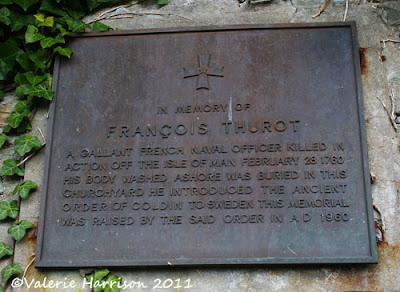 IN MEMORY OF
FRANÇOIS THUROT
A GALLANT FRENCH NAVAL OFFICER KILLED IN
ACTION OFF THE ISLE OF MAN FEBRUARY 28 1760
HIS BODY WASHED ASHORE WAS BURIED IN THIS
CHURCHYARD HE INTRODUCED THE ANCIENT
ORDER OF COLDIN TO SWEDEN THIS MEMORIAL
WAS RAISED BY THE SAID ORDER IN A D 1960
©Valerie Harrison 2011